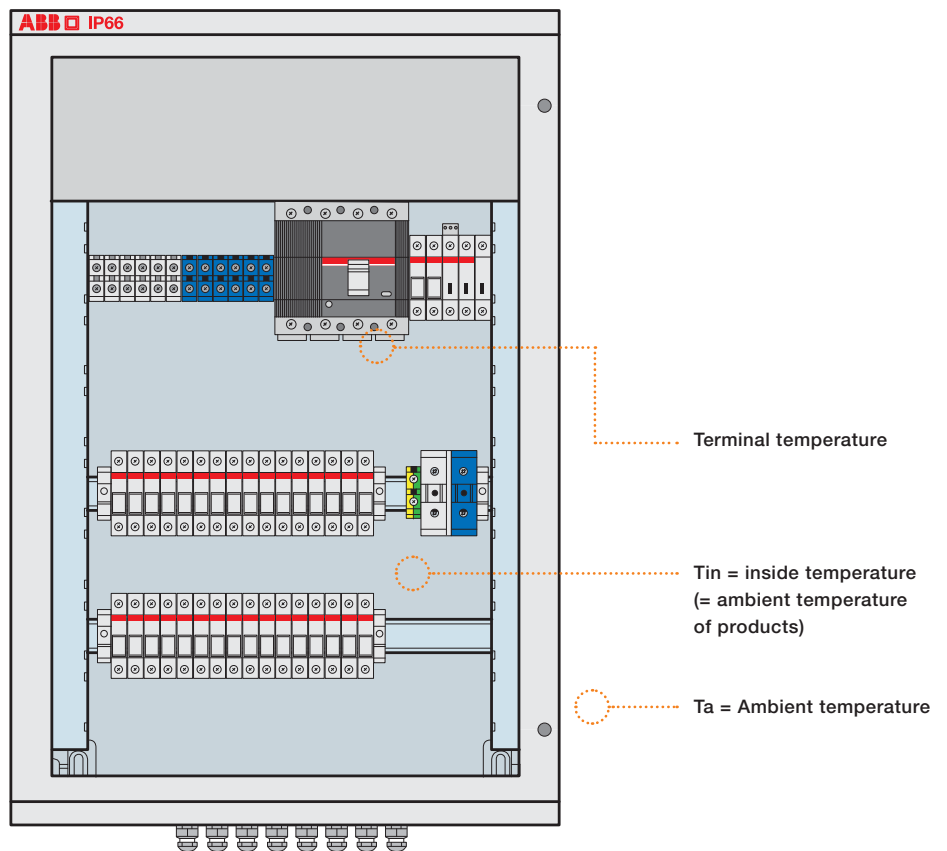 ABB IP66
Terminal temperature
Tin = inside temperature
(= ambient temperature
of products)
Ta = Ambient temperature